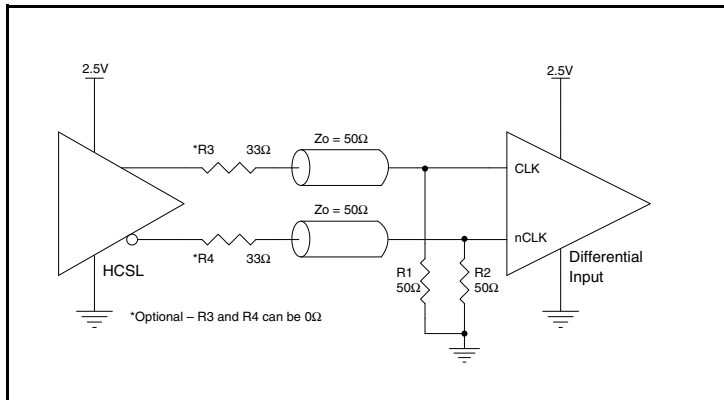 2.5V
2.5V
*R3 33Ω
Zo = 50Ω
CLK
Zo = 50Ω
nCLK
*R4 33Ω
HCSL
R1
50Ω
R2
50Ω
Differential
Input
*Optional – R3 and R4 can be 0Ω